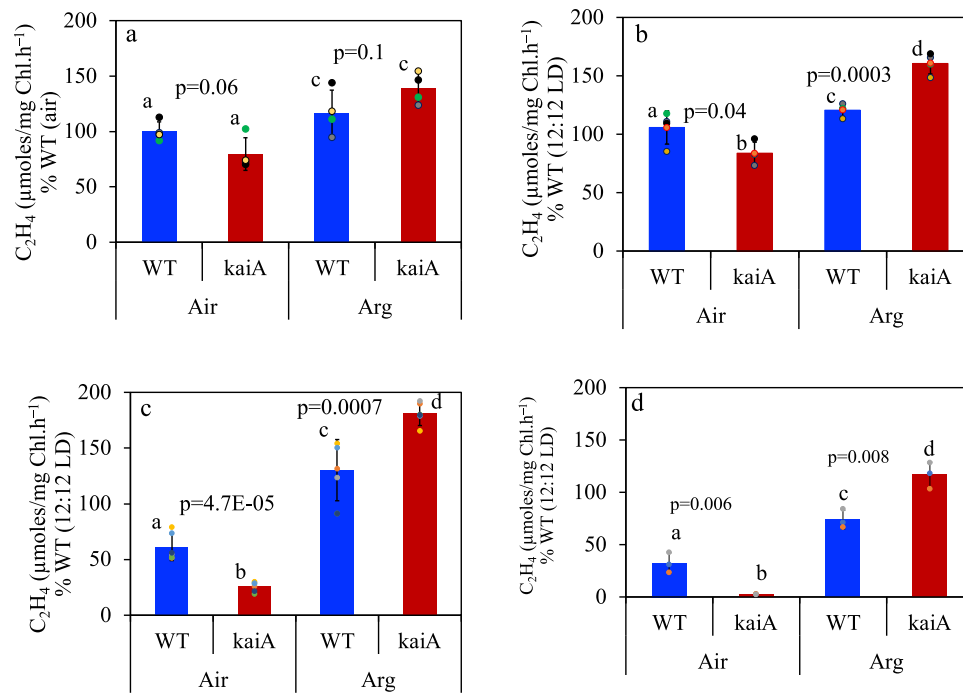 a
C₂H₄ (µmoles/mg Chl.h⁻¹)
% WT (air)
200
150
100
50
0
p=0.06
p=0.1
a
a
c
c
WT
kaiA
WT
kaiA
Air
Arg
b
C₂H₄ (µmoles/mg Chl.h⁻¹)
% WT (12:12 LD)
200
150
100
50
0
p=0.04
p=0.0003
a
b
c
d
WT
kaiA
WT
kaiA
Air
Arg
c
C₂H₄ (µmoles/mg Chl.h⁻¹)
% WT (12:12 LD)
200
150
100
50
0
p=4.7E-05
p=0.0007
a
b
c
d
WT
kaiA
WT
kaiA
Air
Arg
d
C₂H₄ (µmoles/mg Chl.h⁻¹)
% WT (12:12 LD)
200
150
100
50
0
p=0.006
p=0.008
a
b
c
d
WT
kaiA
WT
kaiA
Air
Arg